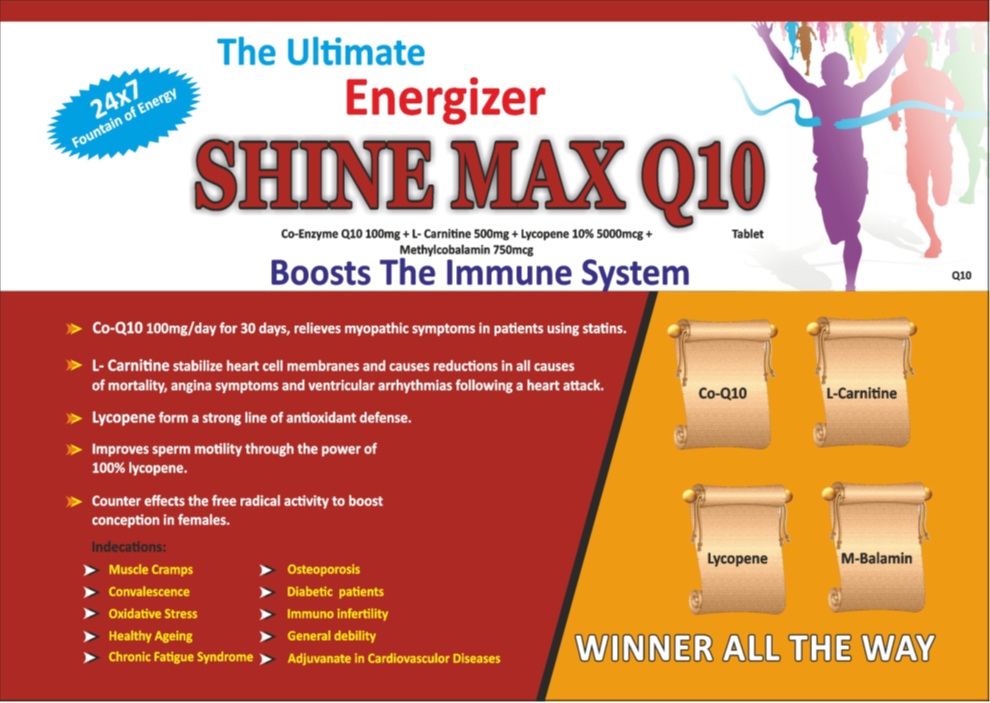 The Ultimate
Energizer
24x7
Fountain of Energy
SHINE MAX Q10
Co-Enzyme Q10 100mg + L- Carnitine 500mg + Lycopene 10% 5000mcg +
Methylcobalamin 750mcg
Tablet
Boosts The Immune System
Q10
Co-Q10 100mg/day for 30 days, relieves myopathic symptoms in patients using statins.
L- Carnitine stabilize heart cell membranes and causes reductions in all causes
of mortality, angina symptoms and ventricular arrhythmias following a heart attack.
Lycopene form a strong line of antioxidant defense.
Improves sperm motility through the power of
100% lycopene.
Counter effects the free radical activity to boost
conception in females.
Indecations:
Muscle Cramps
Convalescence
Oxidative Stress
Healthy Ageing
Chronic Fatigue Syndrome
Osteoporosis
Diabetic patients
Immuno infertility
General debility
Adjuvanate in Cardiovasculor Diseases
Co-Q10
L-Carnitine
Lycopene
M-Balamin
WINNER ALL THE WAY